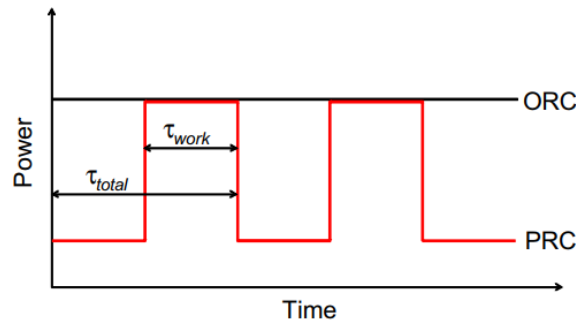 ORC
τwork
τtotal
PRC
Power
Time